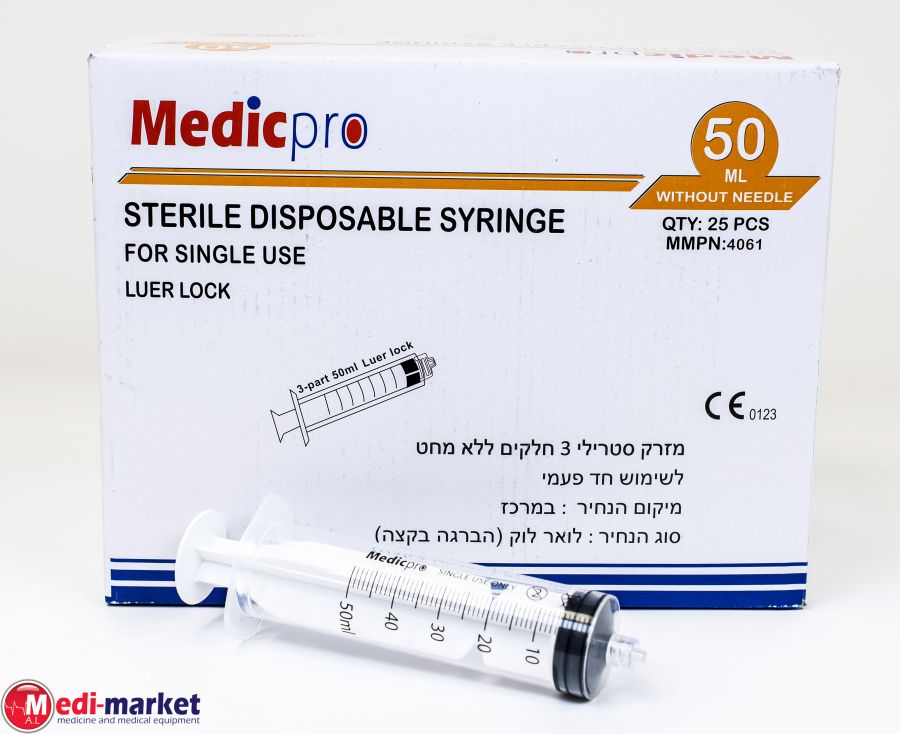 50
Medicpro
Medicpro
50
ML
WITHOUT NEEDLE
STERILE DISPOSABLE SYRINGE
QTY: 25 PCS
FOR SINGLE USE
MMPN:4061
LUER LOCK
3-part 50ml Luer lock
CE 0123
מזרק סטרילי 3 חלקים ללא מחט
לשימוש חד פעמי
מיקום הנחיר : במרכז
סוג הנחיר : לואר לוק (הברגה בקצה)
Medicpro SINGLE USE ONLY
50ml 40 30 20 10
Medi-market
A.L
medicine and medical equipment